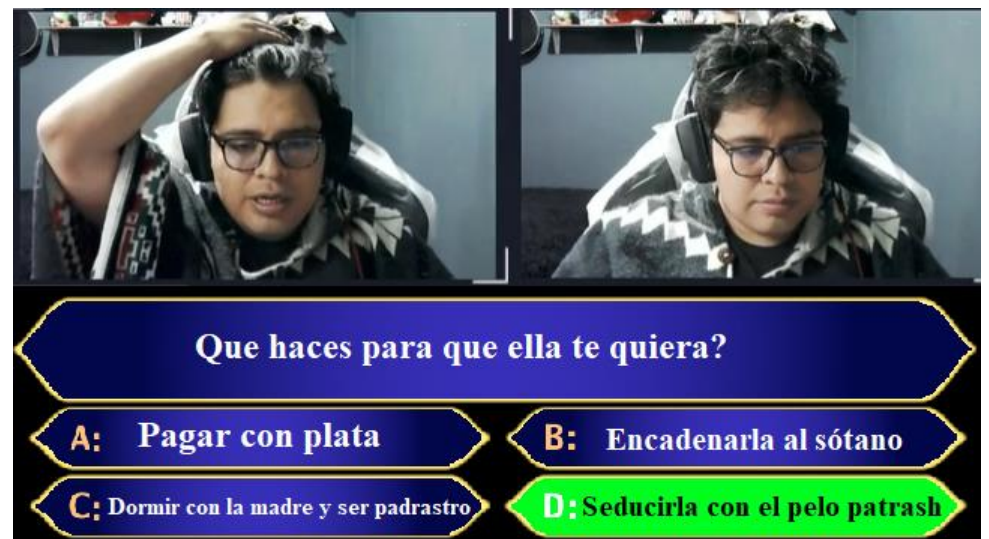 Que haces para que ella te quiera?
A: Pagar con plata
B: Encadenarla al sótano
C: Dormir con la madre y ser padrastro
D: Seducirla con el pelo patrash